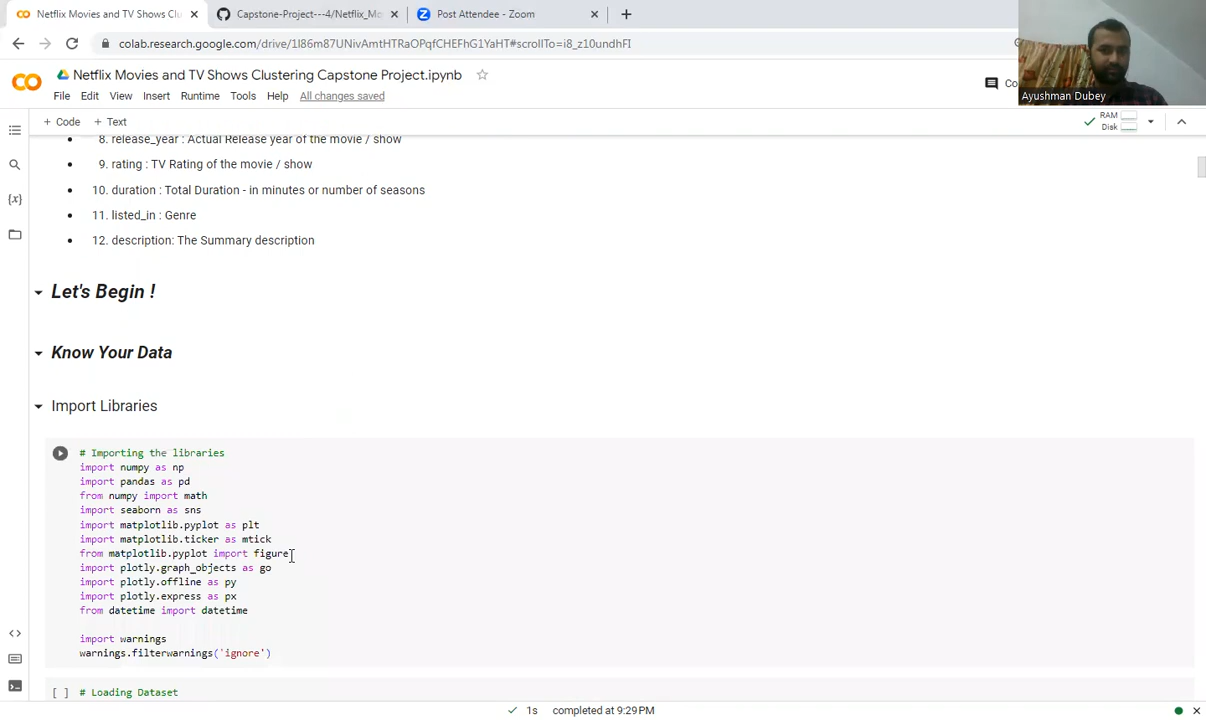 Netflix Movies and TV Shows Clu
Capstone-Project---4/Netflix_Mo
Post Attendee - Zoom
colab.research.google.com/drive/1I86m87UNivAmtHTRaOPqfCHEFhG1YaHT#scrollTo=i8_z10undhFI
Netflix Movies and TV Shows Clustering Capstone Project.ipynb
File Edit View Insert Runtime Tools Help All changes saved
Co
Ayushman Dubey
+ Code + Text
RAM
Disk
8. release_year : Actual Release year of the movie / show
9. rating : TV Rating of the movie / show
10. duration : Total Duration - in minutes or number of seasons
11. listed_in : Genre
12. description: The Summary description
Let's Begin !
Know Your Data
Import Libraries
# Importing the libraries
import numpy as np
import pandas as pd
from numpy import math
import seaborn as sns
import matplotlib.pyplot as plt
import matplotlib.ticker as mtick
from matplotlib.pyplot import figure
import plotly.graph_objects as go
import plotly.offline as py
import plotly.express as px
from datetime import datetime
import warnings
warnings.filterwarnings('ignore')
[ ] # Loading Dataset
1s completed at 9:29 PM